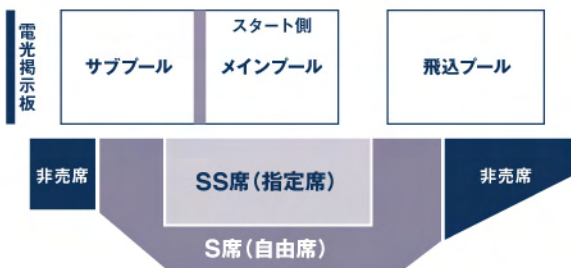 電光掲示板
サブプール
スタート側
メインプール
飛込プール
非売席
SS席(指定席)
非売席
S席(自由席)